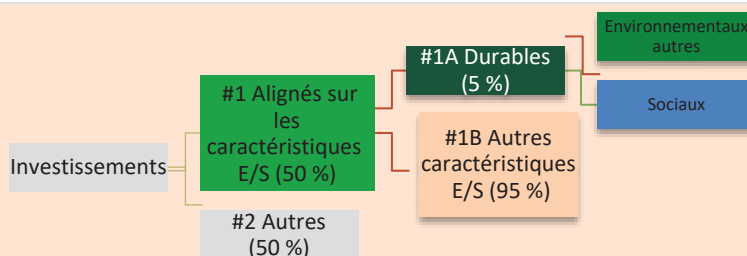 Investissements
#1 Alignés sur
les
caractéristiques
E/S (50 %)
#2 Autres
(50 %)
#1A Durables
(5 %)
#1B Autres
caractéristiques
E/S (95 %)
Environnementaux
autres
Sociaux